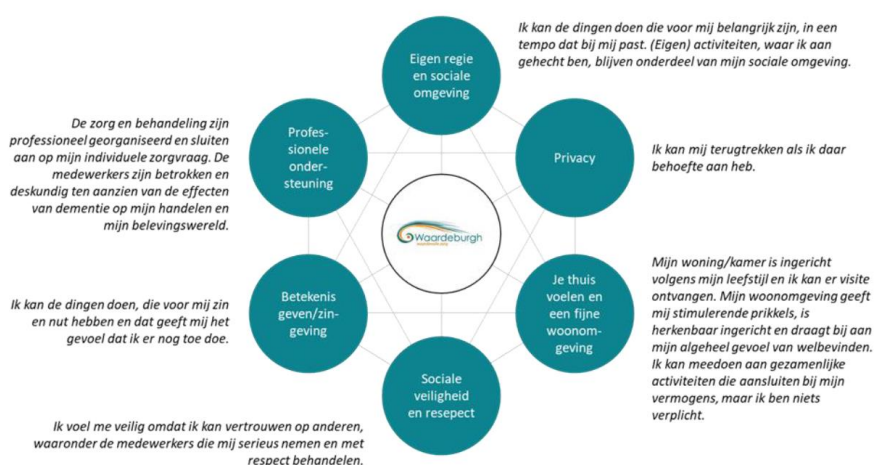 Eigen regie
en sociale
omgeving
Ik kan de dingen doen die voor mij belangrijk zijn, in een
tempo dat bij mij past. (Eigen) activiteiten, waar ik aan
gehecht ben, blijven onderdeel van mijn sociale omgeving.
De zorg en behandeling zijn
professioneel georganiseerd en sluiten
aan op mijn individuele zorgvraag. De
medewerkers zijn betrokken en
deskundig ten aanzien van de effecten
van dementie op mijn handelen en
mijn belevingswereld.
Profes-
sionele
onder-
steuning
Privacy
Ik kan mij terugtrekken als ik daar
behoefte aan heb.
Waardeburgh
Ik kan de dingen doen, die voor mij zin
en nut hebben en dat geeft mij het
gevoel dat ik er nog toe doe.
Betekenis
geven/zin-
geving
Je thuis
voelen en
een fijne
woonom-
geving
Mijn woning/kamer is ingericht
volgens mijn leefstijl en ik kan er visite
ontvangen. Mijn woonomgeving geeft
mij stimulerende prikkels, is
herkenbaar ingericht en draagt bij aan
mijn algeheel gevoel van welbevinden.
Ik kan meedoen aan gezamenlijke
activiteiten die aansluiten bij mijn
vermogens, maar ik ben niets
verplicht.
Sociale
veiligheid
en resepect
Ik voel me veilig omdat ik kan vertrouwen op anderen,
waaronder de medewerkers die mij serieus nemen en met
respect behandelen.